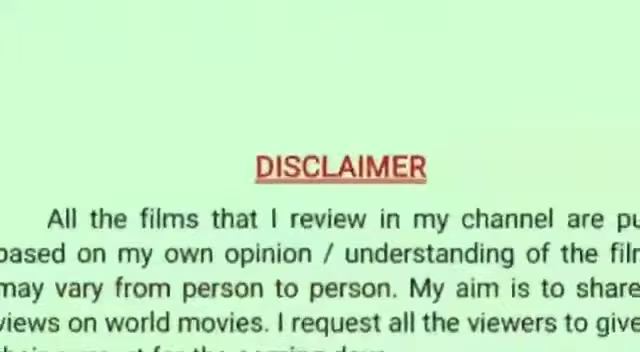 DISCLAIMER
All the films that I review in my channel are
on my own opinion / understanding of the
may vary from person to person. My aim is to share
views on world movies. I request all the viewers to give